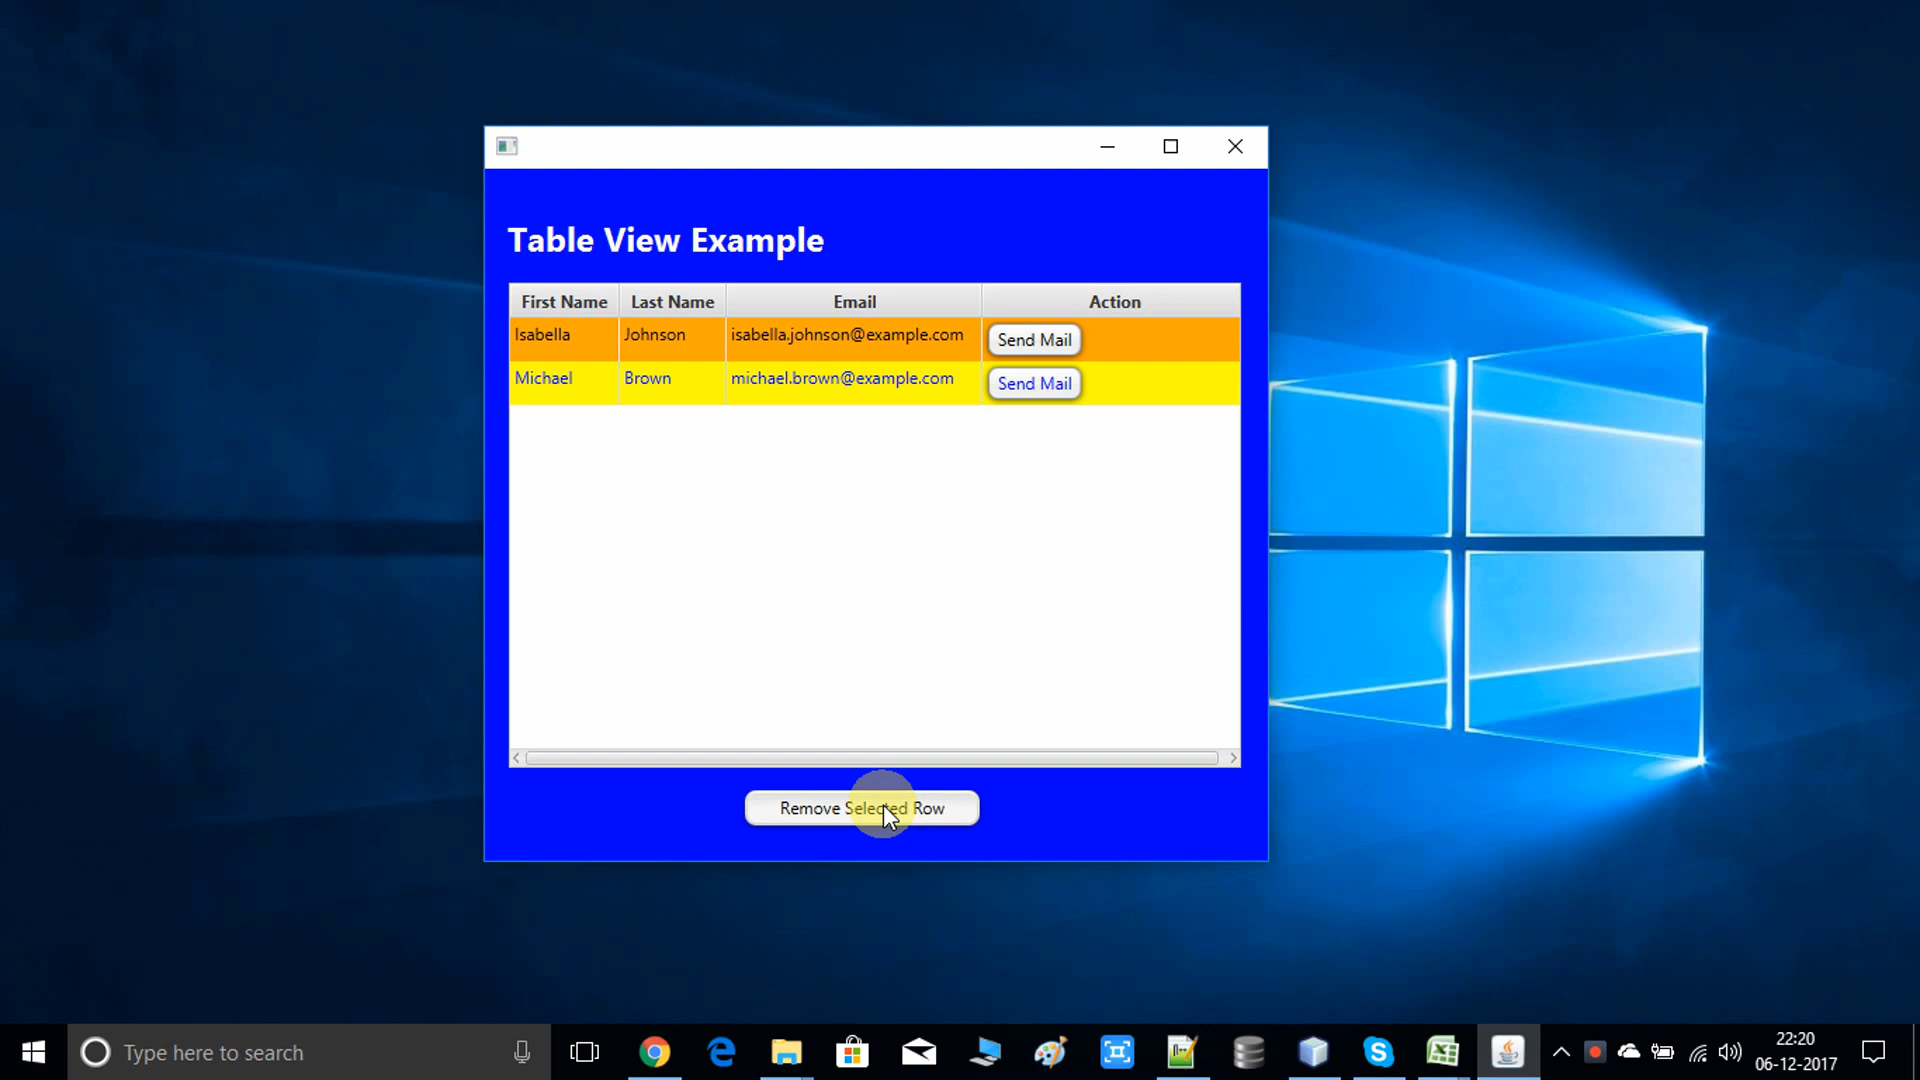 Table View Example
First Name Last Name Email Action
Isabella Johnson isabella.johnson@example.com Send Mail
Michael Brown michael.brown@example.com Send Mail
Remove Selected Row
Type here to search
22:20
06-12-2017